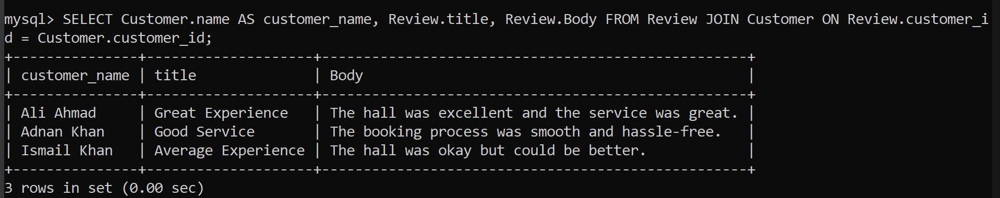 mysql> SELECT Customer.name AS customer_name, Review.title, Review.Body FROM Review JOIN Customer ON Review.customer_i
d = Customer.customer_id;
+---------------+--------------------+---------------------------------------------------+
| customer_name | title              | Body                                              |
+---------------+--------------------+---------------------------------------------------+
| Ali Ahmad     | Great Experience   | The hall was excellent and the service was great. |
| Adnan Khan    | Good Service       | The booking process was smooth and hassle-free.   |
| Ismail Khan   | Average Experience | The hall was okay but could be better.            |
+---------------+--------------------+---------------------------------------------------+
3 rows in set (0.00 sec)